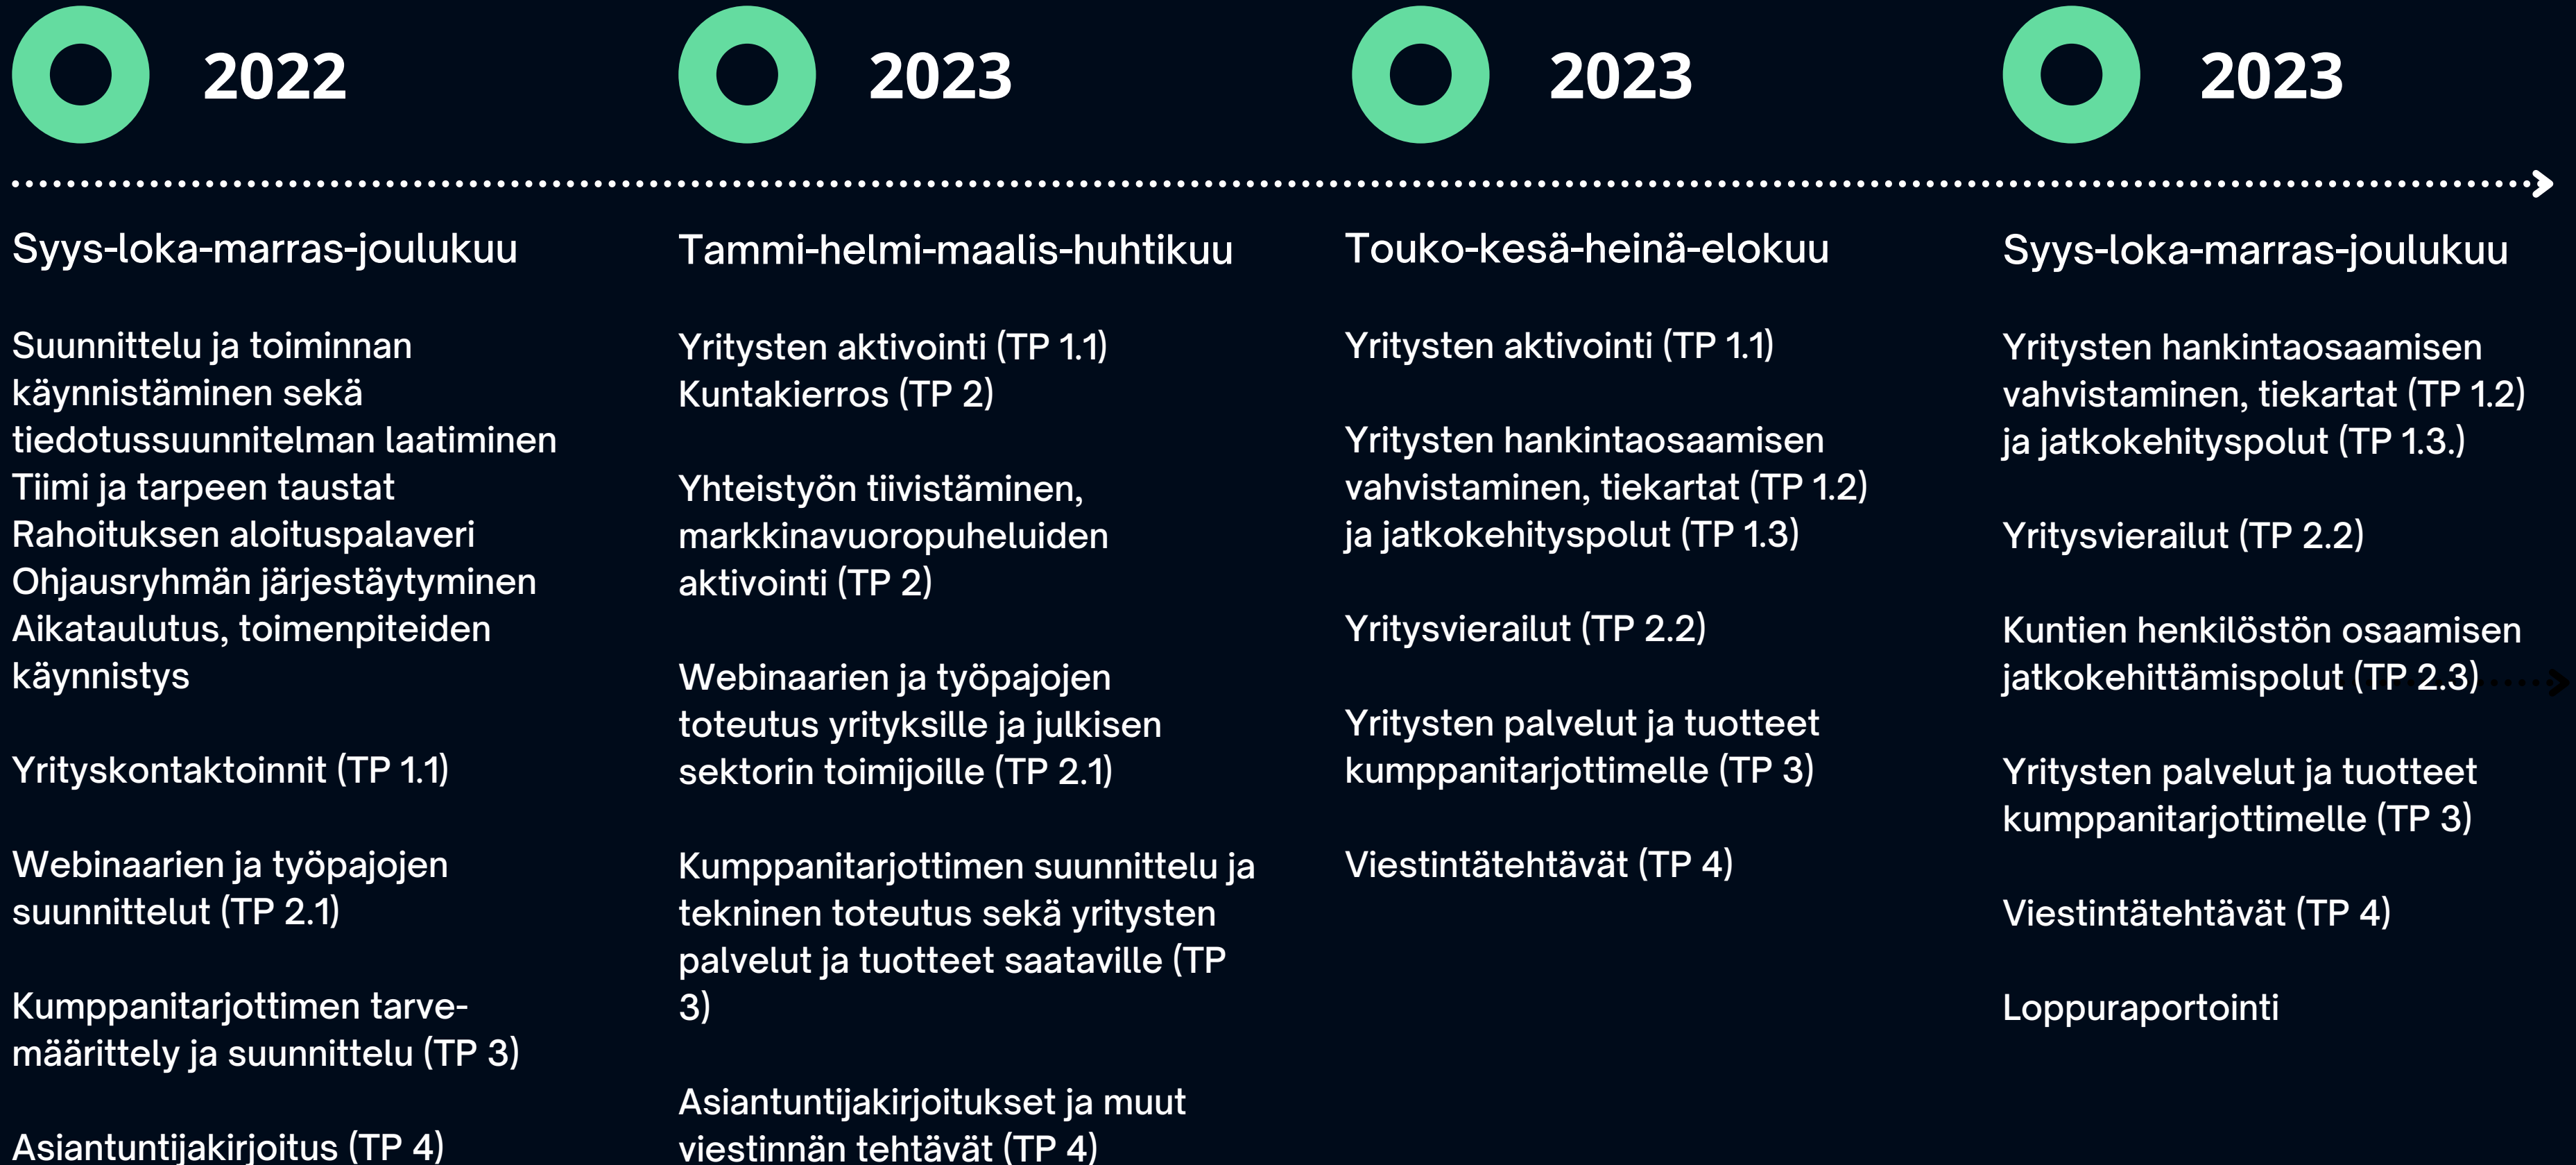 2022
Syys-loka-marras-joulukuu
Suunnittelu ja toiminnan
käynnistäminen sekä
tiedotussuunnitelman laatiminen
Tiimi ja tarpeen taustat
Rahoituksen aloituspalaveri
Ohjausryhmän järjestäytyminen
Aikataulutus, toimenpiteiden
käynnistys
Yrityskontaktoinnit (TP 1.1)
Webinaarien ja työpajojen
suunnittelut (TP 2.1)
Kumppanitarjottimen tarve-
määrittely ja suunnittelu (TP 3)
Asiantuntijakirjoitus (TP 4)
2023
Tammi-helmi-maalis-huhtikuu
Yritysten aktivointi (TP 1.1)
Kuntakierros (TP 2)
Yhteistyön tiivistäminen,
markkinavuoropuheluiden
aktivointi (TP 2)
Webinaarien ja työpajojen
toteutus yrityksille ja julkisen
sektorin toimijoille (TP 2.1)
Kumppanitarjottimen suunnittelu ja
tekninen toteutus sekä yritysten
palvelut ja tuotteet saataville (TP
3)
Asiantuntijakirjoitukset ja muut
viestinnän tehtävät (TP 4)
2023
Touko-kesä-heinä-elokuu
Yritysten aktivointi (TP 1.1)
Yritysten hankintaosaamisen
vahvistaminen, tiekartat (TP 1.2)
ja jatkokehityspolut (TP 1.3)
Yritysvierailut (TP 2.2)
Yritysten palvelut ja tuotteet
kumppanitarjottimelle (TP 3)
Viestintätehtävät (TP 4)
2023
Syys-loka-marras-joulukuu
Yritysten hankintaosaamisen
vahvistaminen, tiekartat (TP 1.2)
ja jatkokehityspolut (TP 1.3.)
Yritysvierailut (TP 2.2)
Kuntien henkilöstön osaamisen
jatkokehittämispolut (TP 2.3)
Yritysten palvelut ja tuotteet
kumppanitarjottimelle (TP 3)
Viestintätehtävät (TP 4)
Loppuraportointi